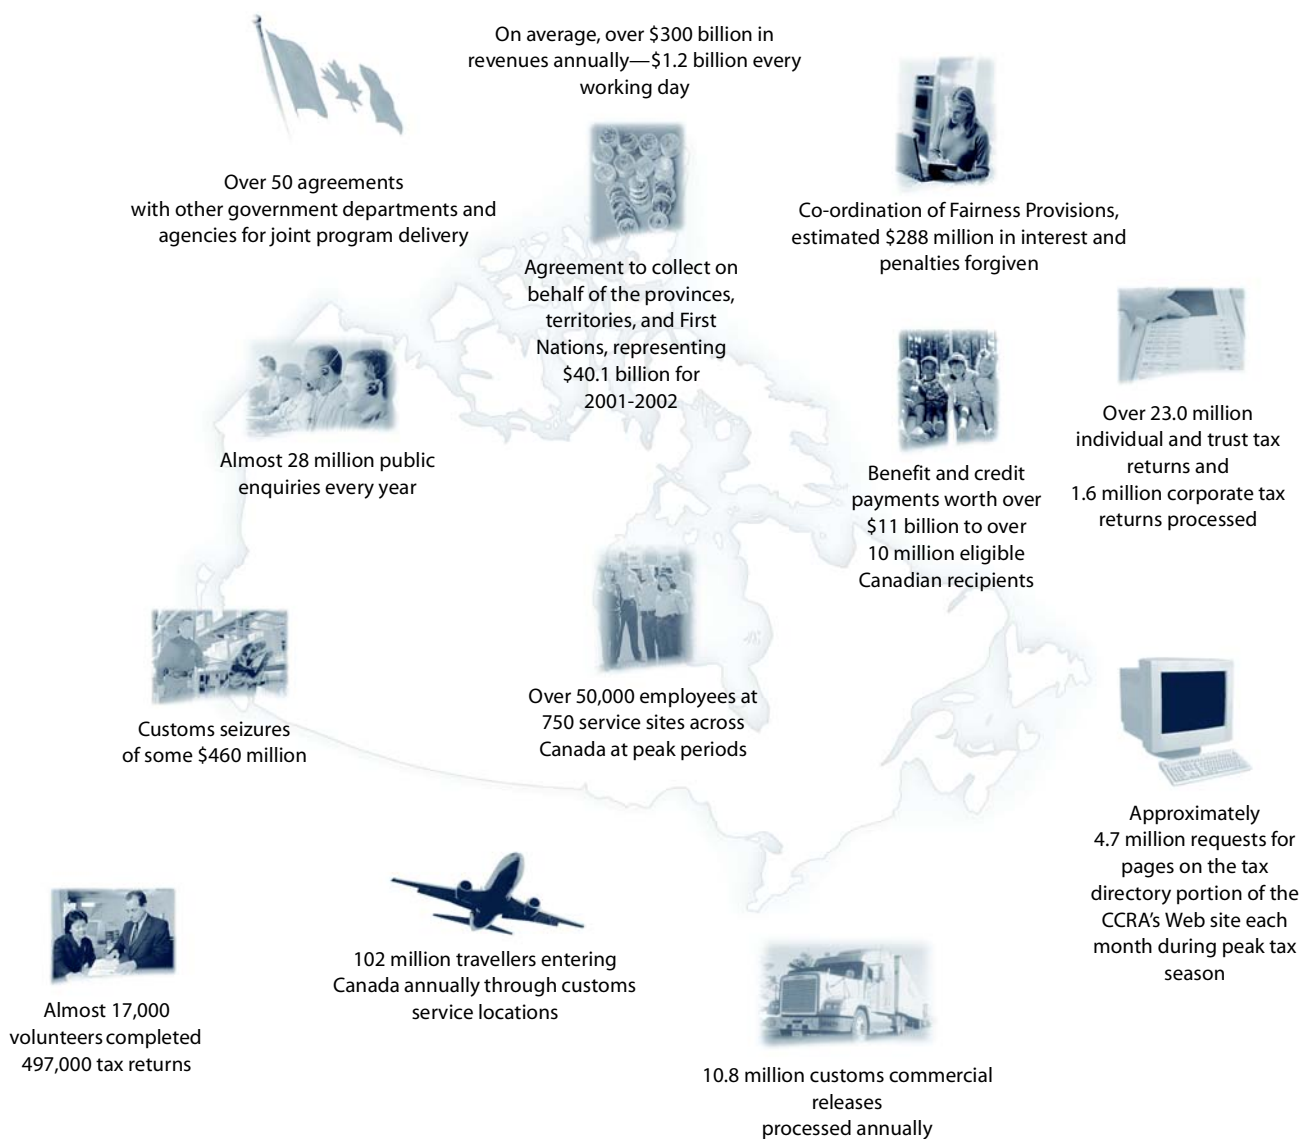 On average, over $300 billion in
revenues annually—$1.2 billion every
working day
Over 50 agreements
with other government departments and
agencies for joint program delivery
Co-ordination of Fairness Provisions,
estimated $288 million in interest and
penalties forgiven
Agreement to collect on
behalf of the provinces,
territories, and First
Nations, representing
$40.1 billion for
2001-2002
Over 23.0 million
individual and trust tax
returns and
1.6 million corporate tax
returns processed
Almost 28 million public
enquiries every year
Benefit and credit
payments worth over
$11 billion to over
10 million eligible
Canadian recipients
Over 50,000 employees at
750 service sites across
Canada at peak periods
Customs seizures
of some $460 million
Approximately
4.7 million requests for
pages on the tax
directory portion of the
CCRA's Web site each
month during peak tax
season
102 million travellers entering
Canada annually through customs
service locations
Almost 17,000
volunteers completed
497,000 tax returns
10.8 million customs commercial
releases
processed annually